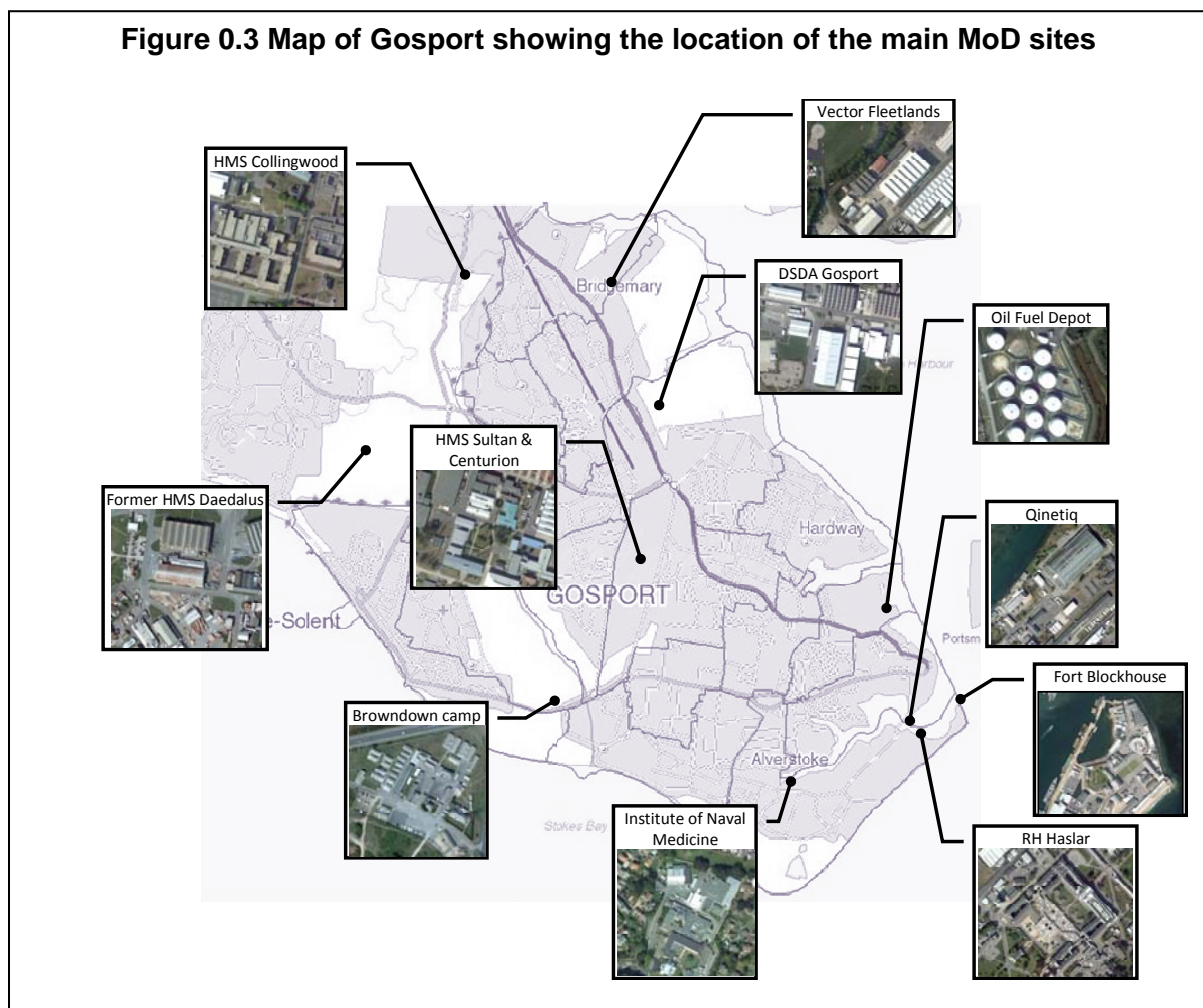 Figure 0.3 Map of Gosport showing the location of the main MoD sites
Vector Fleetlands
HMS Collingwood
DSDA Gosport
Bridgemary
Oil Fuel Depot
Harbour
HMS Sultan &
Centurion
Former HMS Daedalus
Qinetiq
Hardway
GOSPORT
e-Solent
Portsm
Fort Blockhouse
Browndown camp
Alverstoke
Institute of Naval
Medicine
Stokes Bay
RH Haslar